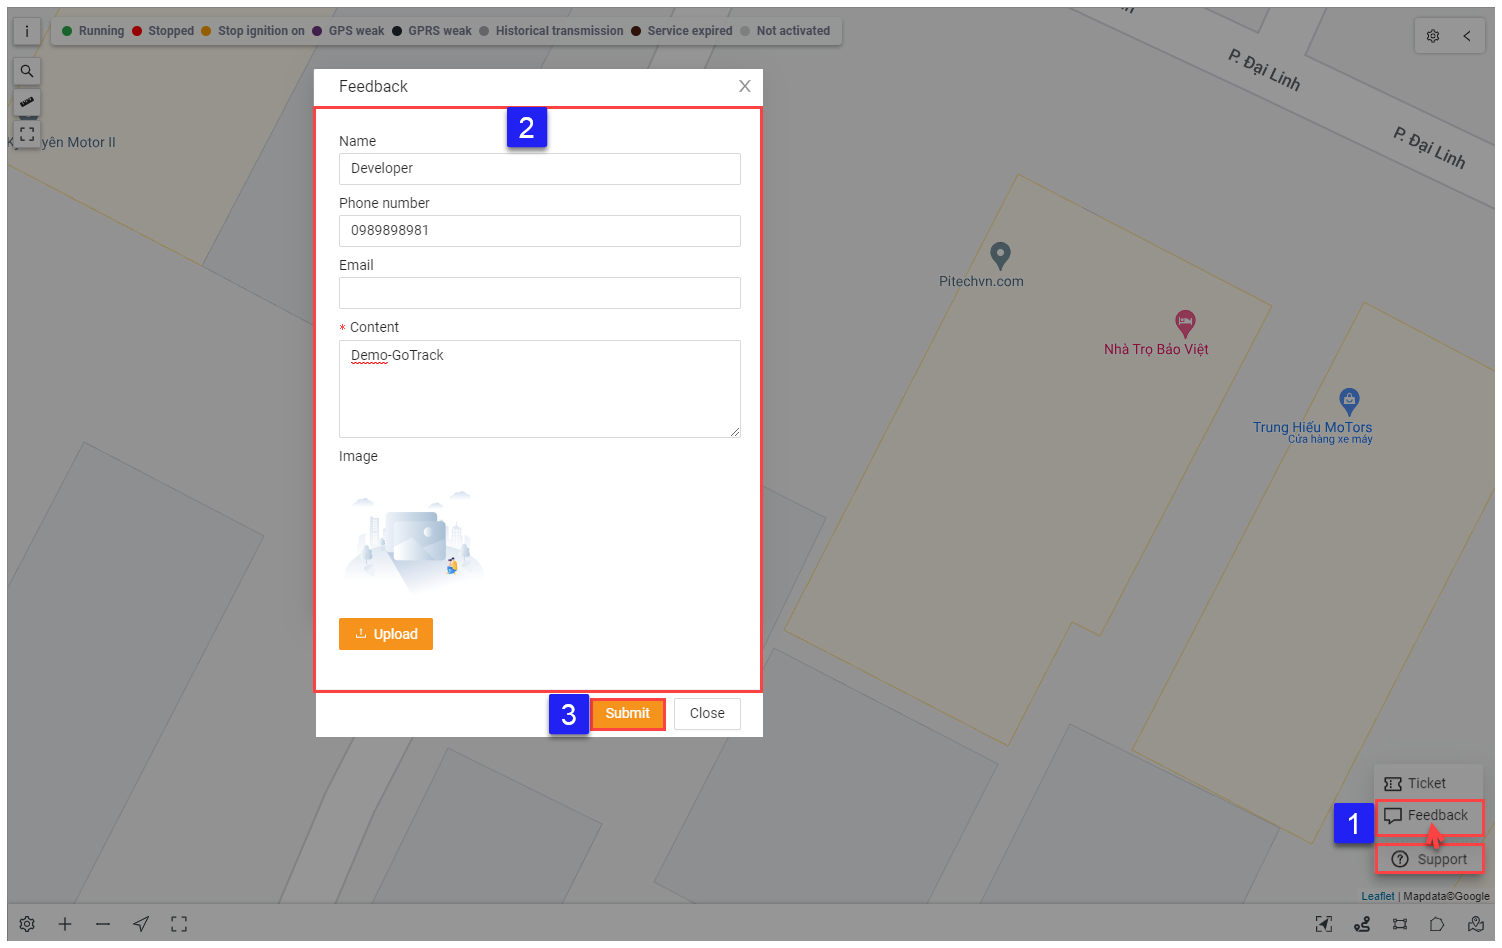 i
Running Stopped Stop ignition on GPS weak GPRS weak Historical transmission Service expired Not activated
P. Đại Linh
P. Đại Linh
yên Motor II
Feedback
2
Name
Developer
Phone number
0989898981
Email
* Content
Demo-GoTrack
Image
Upload
3 Submit Close
Pitechvn.com
Nhà Trọ Bảo Việt
Trung Hiếu MoTors
Cửa hàng xe máy
Ticket
1 Feedback
Support
Leaflet | Mapdata©Google